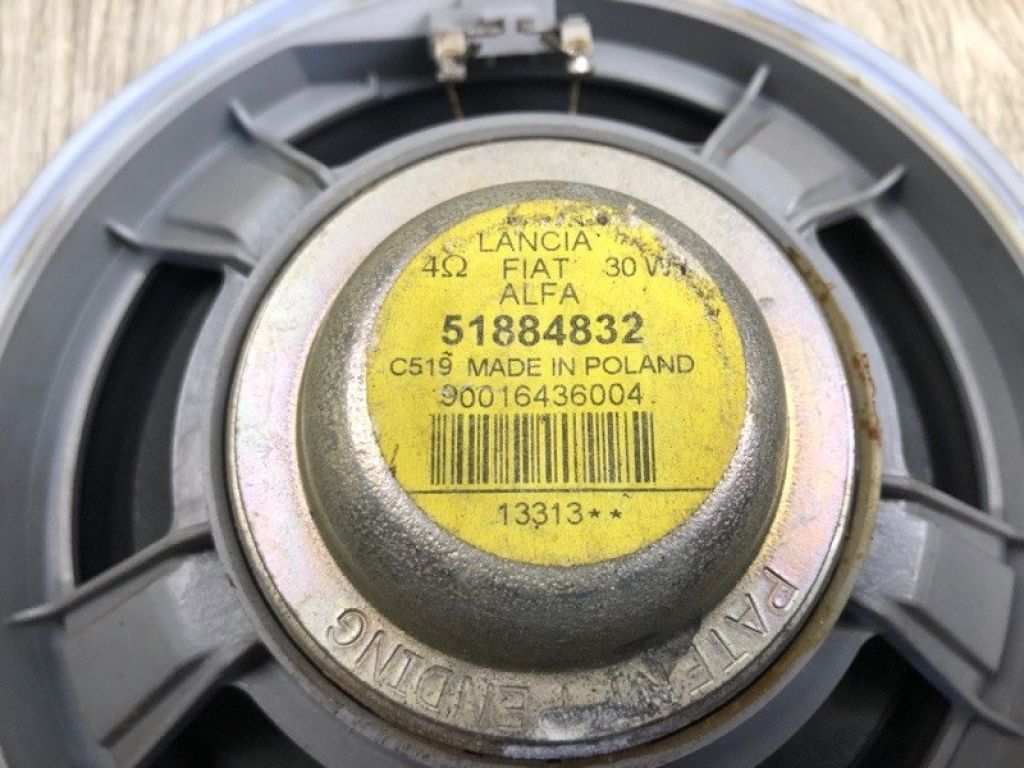 LANCIA
4Ω FIAT 30 W
ALFA
51884832
C519 MADE IN POLAND
90016436004
13313**
PATENT PENDING